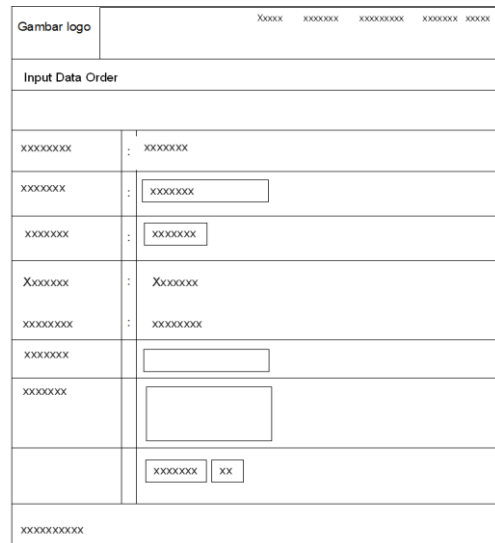 Gambar logo
Xxxxx xxxxxxx xxxxxxxxx xxxxxxx xxxxx
Input Data Order
xxxxxxxx : xxxxxxx
xxxxxxx : xxxxxxx
xxxxxxx : xxxxxxx
Xxxxxxx : Xxxxxxx
xxxxxxxx : xxxxxxxx
xxxxxxx
xxxxxxx
xxxxxxx xx
xxxxxxxxxx